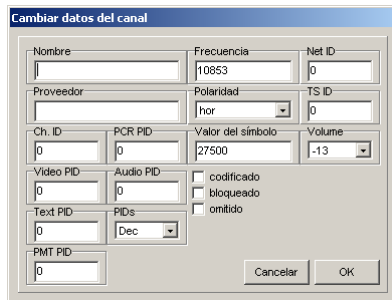 Cambiar datos del canal
Nombre Frecuencia Net ID
10853 0
Proveedor Polaridad TS ID
hor 0
Ch. ID PCR PID Valor del símbolo Volume
0 0 27500 -13
Video PID Audio PID codificado
0 0 bloqueado
Text PID PIDs omitido
0 Dec
PMT PID
0 Cancelar OK